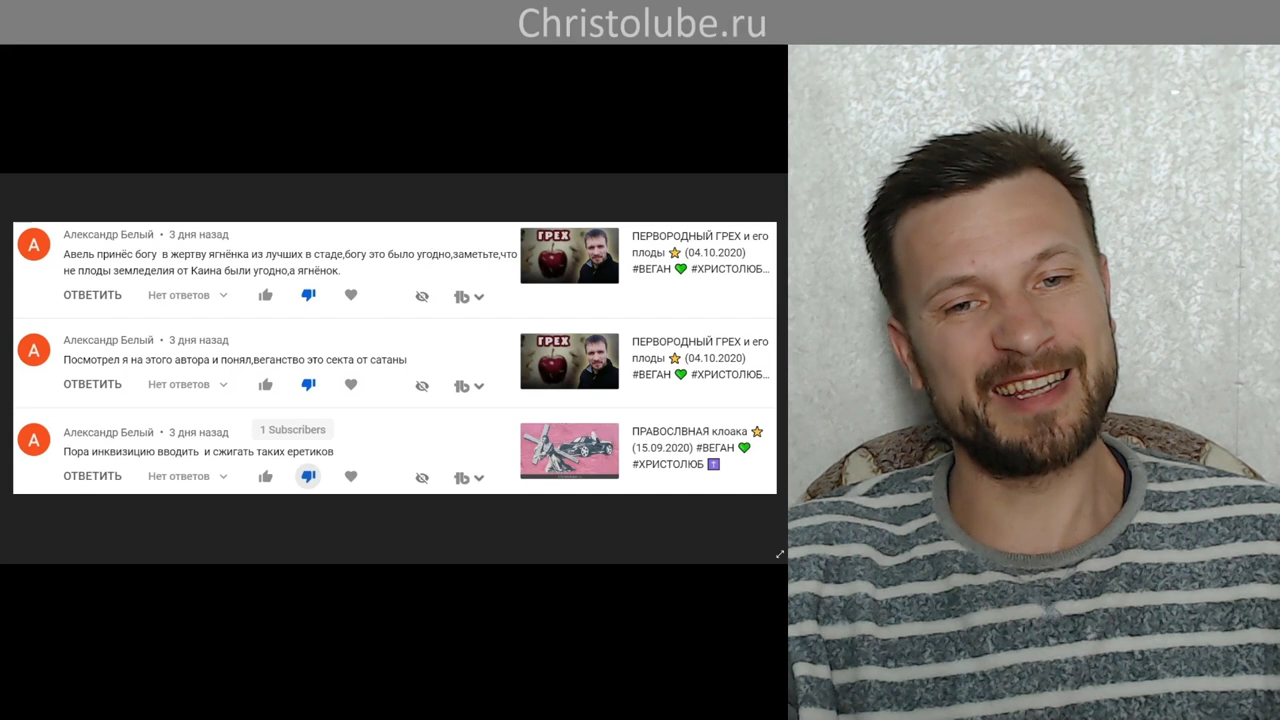 Christolube.ru
Александр Белый • 3 дня назад
Авель принёс богу в жертву ягнёнка из лучших в стаде,богу это было угодно,заметьте,что
не плоды земледелия от Каина были угодно,а ягнёнок.
ОТВЕТИТЬ Нет ответов
ГРЕХ
ПЕРВОРОДНЫЙ ГРЕХ и его
плоды ⭐ (04.10.2020)
#ВЕГАН 💚 #ХРИСТОЛЮБ...
Александр Белый • 3 дня назад
Посмотрел я на этого автора и понял,веганство это секта от сатаны
ОТВЕТИТЬ Нет ответов
ГРЕХ
ПЕРВОРОДНЫЙ ГРЕХ и его
плоды ⭐ (04.10.2020)
#ВЕГАН 💚 #ХРИСТОЛЮБ...
Александр Белый • 3 дня назад 1 Subscribers
Пора инквизицию вводить и сжигать таких еретиков
ОТВЕТИТЬ Нет ответов
ПРАВОСЛВНАЯ клоака ⭐
(15.09.2020) #ВЕГАН 💚
#ХРИСТОЛЮБ ✝️